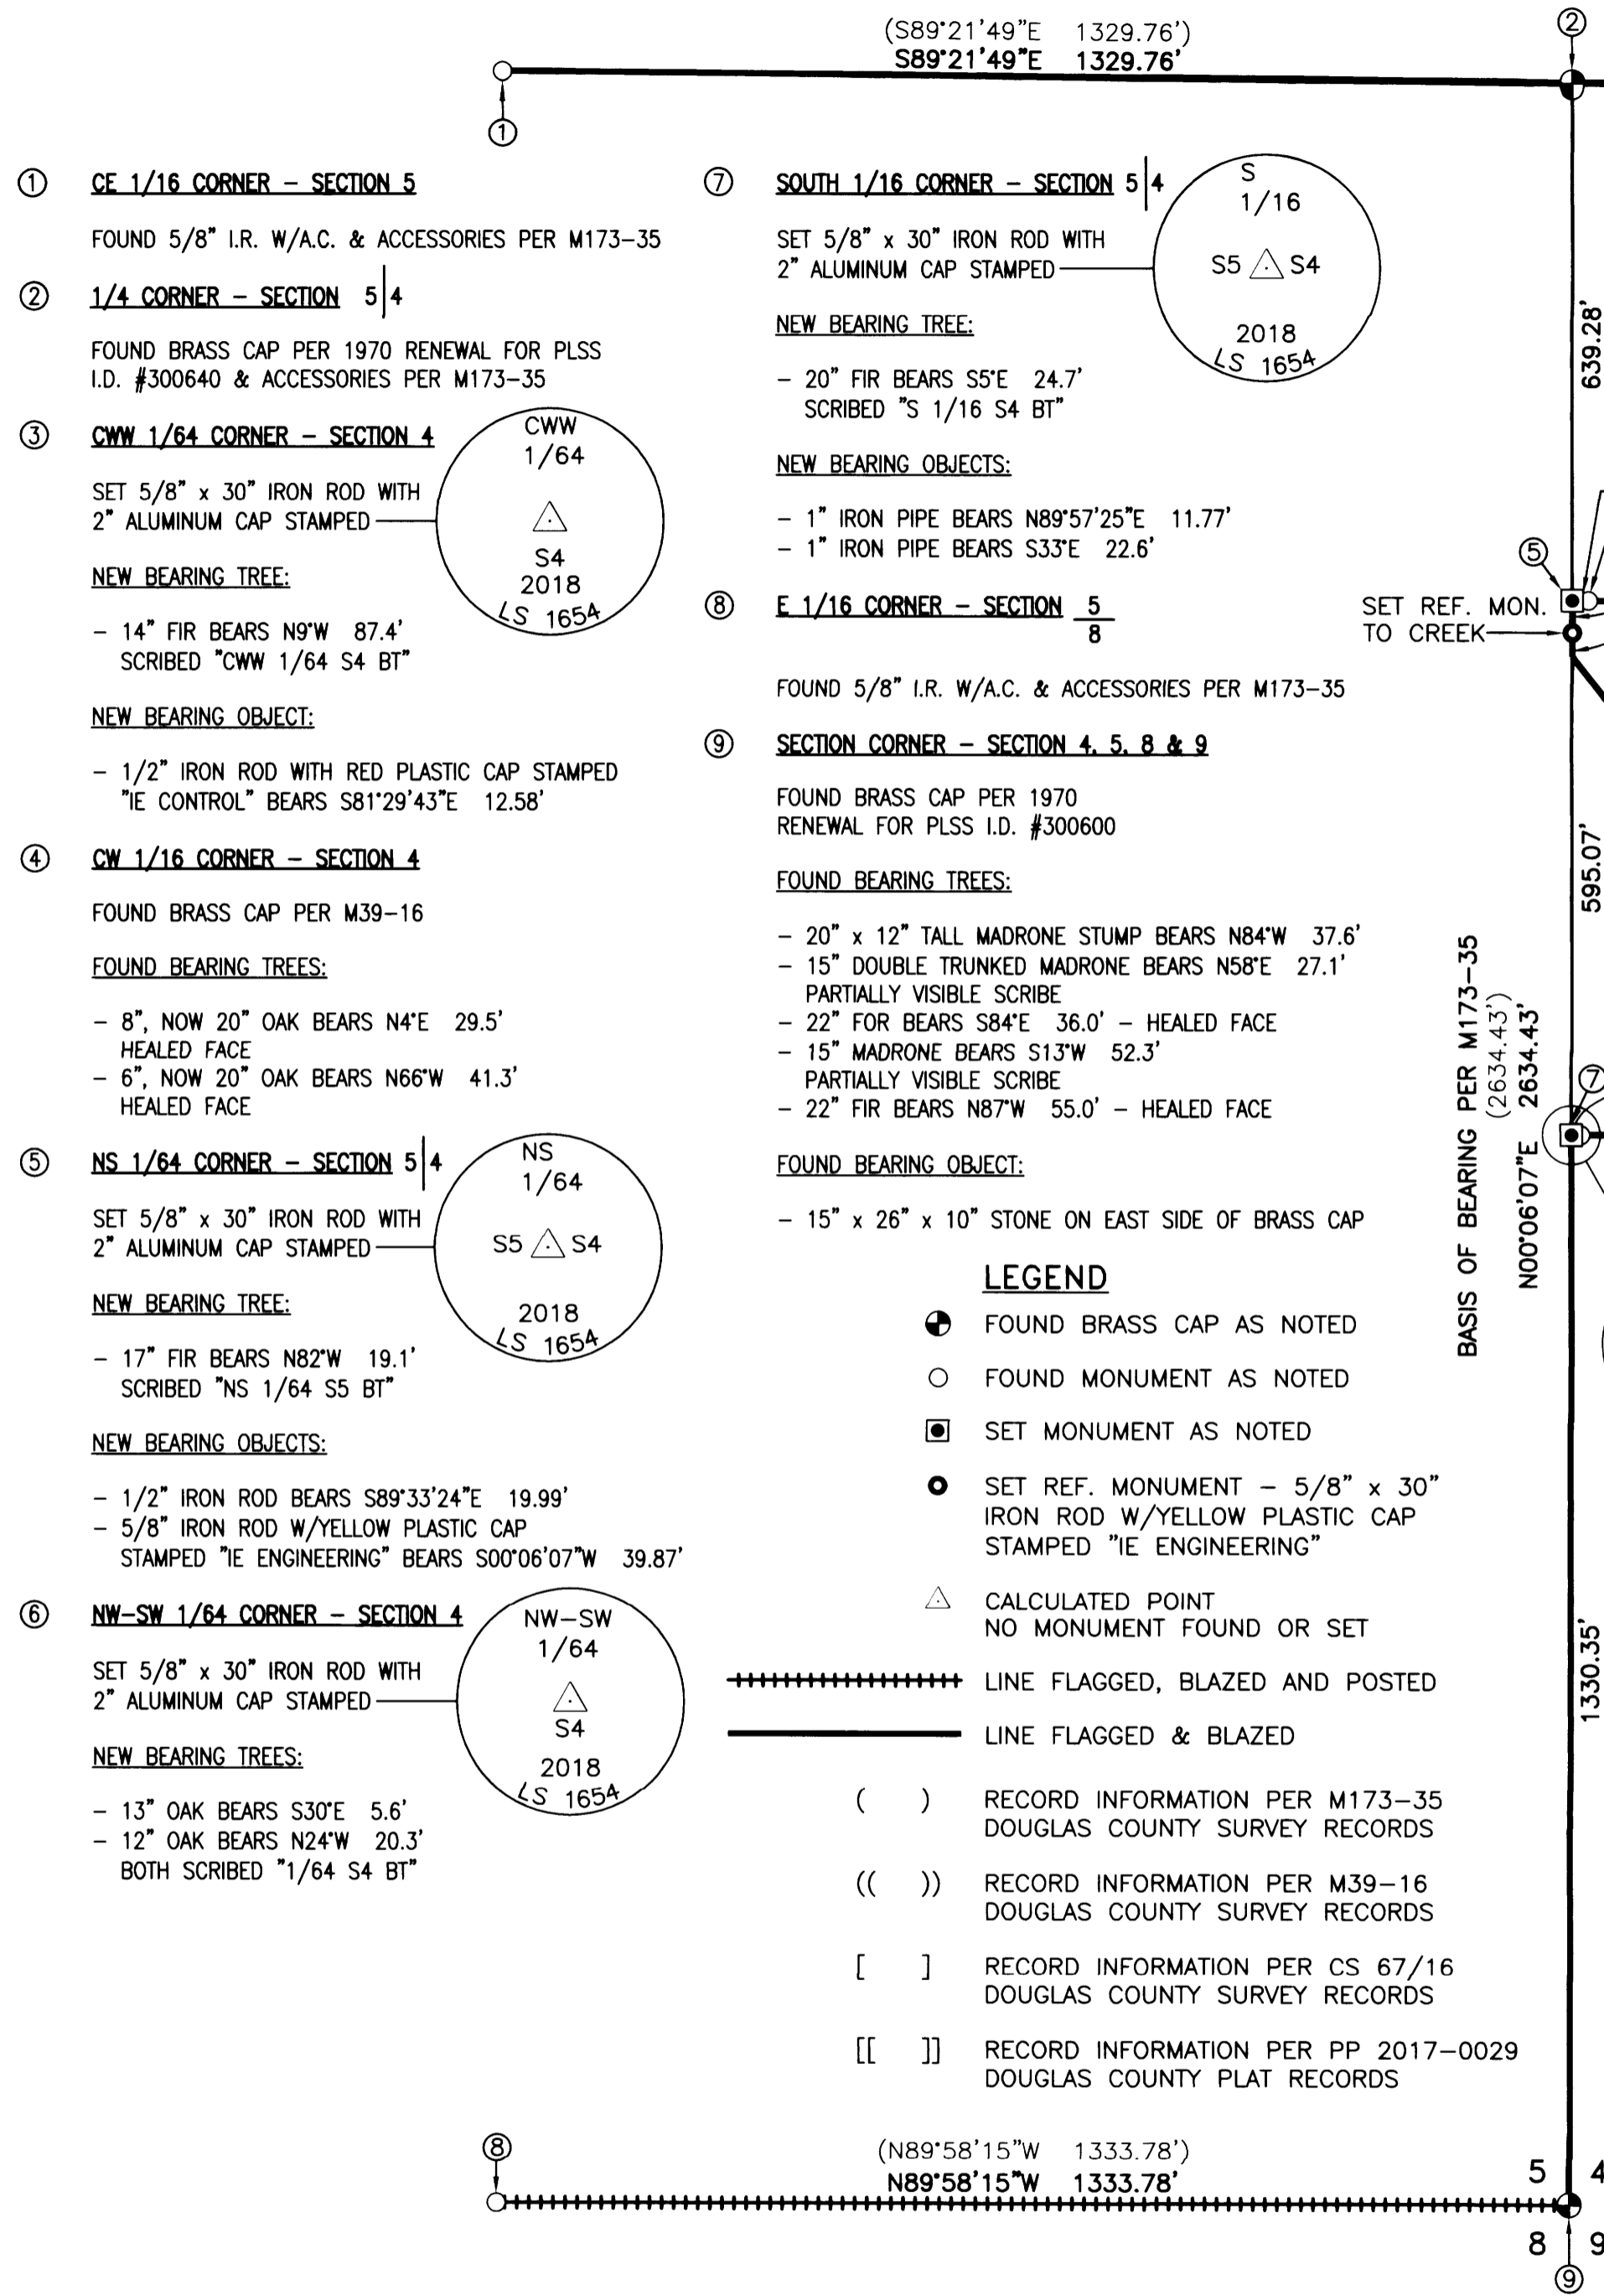 (S89°21'49"E 1329.76')
S89°21'49"E 1329.76'
②
①
① CE 1/16 CORNER – SECTION 5
FOUND 5/8" I.R. W/A.C. & ACCESSORIES PER M173-35
② 1/4 CORNER – SECTION 5|4
FOUND BRASS CAP PER 1970 RENEWAL FOR PLSS
I.D. #300640 & ACCESSORIES PER M173-35
③ CWW 1/64 CORNER – SECTION 4
SET 5/8" x 30" IRON ROD WITH
2" ALUMINUM CAP STAMPED
CWW
1/64
S4
2018
LS 1654
NEW BEARING TREE:
– 14" FIR BEARS N9°W 87.4'
SCRIBED "CWW 1/64 S4 BT"
NEW BEARING OBJECT:
– 1/2" IRON ROD WITH RED PLASTIC CAP STAMPED
"IE CONTROL" BEARS S81°29'43"E 12.58'
④ CW 1/16 CORNER – SECTION 4
FOUND BRASS CAP PER M39-16
FOUND BEARING TREES:
– 8", NOW 20" OAK BEARS N4°E 29.5'
HEALED FACE
– 6", NOW 20" OAK BEARS N66°W 41.3'
HEALED FACE
⑤ NS 1/64 CORNER – SECTION 5|4
SET 5/8" x 30" IRON ROD WITH
2" ALUMINUM CAP STAMPED
NS
1/64
S5 S4
2018
LS 1654
NEW BEARING TREE:
– 17" FIR BEARS N82°W 19.1'
SCRIBED "NS 1/64 S5 BT"
NEW BEARING OBJECTS:
– 1/2" IRON ROD BEARS S89°33'24"E 19.99'
– 5/8" IRON ROD W/YELLOW PLASTIC CAP
STAMPED "IE ENGINEERING" BEARS S00°06'07"W 39.87'
⑥ NW-SW 1/64 CORNER – SECTION 4
SET 5/8" x 30" IRON ROD WITH
2" ALUMINUM CAP STAMPED
NW-SW
1/64
S4
2018
LS 1654
NEW BEARING TREES:
– 13" OAK BEARS S30°E 5.6'
– 12" OAK BEARS N24°W 20.3'
BOTH SCRIBED "1/64 S4 BT"
⑦ SOUTH 1/16 CORNER – SECTION 5|4
SET 5/8" x 30" IRON ROD WITH
2" ALUMINUM CAP STAMPED
S
1/16
S5 S4
2018
LS 1654
NEW BEARING TREE:
– 20" FIR BEARS S5°E 24.7'
SCRIBED "S 1/16 S4 BT"
NEW BEARING OBJECTS:
– 1" IRON PIPE BEARS N89°57'25"E 11.77'
– 1" IRON PIPE BEARS S33°E 22.6'
⑧ E 1/16 CORNER – SECTION 5
8
FOUND 5/8" I.R. W/A.C. & ACCESSORIES PER M173-35
⑨ SECTION CORNER – SECTION 4, 5, 8 & 9
FOUND BRASS CAP PER 1970
RENEWAL FOR PLSS I.D. #300600
FOUND BEARING TREES:
– 20" x 12" TALL MADRONE STUMP BEARS N84°W 37.6'
– 15" DOUBLE TRUNKED MADRONE BEARS N58°E 27.1'
PARTIALLY VISIBLE SCRIBE
– 22" FOR BEARS S84°E 36.0' – HEALED FACE
– 15" MADRONE BEARS S13°W 52.3'
PARTIALLY VISIBLE SCRIBE
– 22" FIR BEARS N87°W 55.0' – HEALED FACE
FOUND BEARING OBJECT:
– 15" x 26" x 10" STONE ON EAST SIDE OF BRASS CAP
LEGEND
FOUND BRASS CAP AS NOTED
FOUND MONUMENT AS NOTED
SET MONUMENT AS NOTED
SET REF. MONUMENT – 5/8" x 30"
IRON ROD W/YELLOW PLASTIC CAP
STAMPED "IE ENGINEERING"
CALCULATED POINT
NO MONUMENT FOUND OR SET
LINE FLAGGED, BLAZED AND POSTED
LINE FLAGGED & BLAZED
( ) RECORD INFORMATION PER M173-35
DOUGLAS COUNTY SURVEY RECORDS
(( )) RECORD INFORMATION PER M39-16
DOUGLAS COUNTY SURVEY RECORDS
[ ] RECORD INFORMATION PER CS 67/16
DOUGLAS COUNTY SURVEY RECORDS
[[ ]] RECORD INFORMATION PER PP 2017-0029
DOUGLAS COUNTY PLAT RECORDS
639.28'
⑤
SET REF. MON.
TO CREEK
595.07'
BASIS OF BEARING PER M173-35
(2634.43')
N00°06'07"E 2634.43'
⑦
1330.35'
⑧
(N89°58'15"W 1333.78')
N89°58'15"W 1333.78'
5 4
8 9
⑨